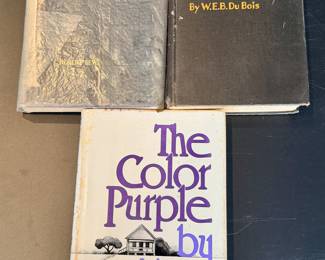 By W.E.B. Du Bois
The
Color
Purple
by